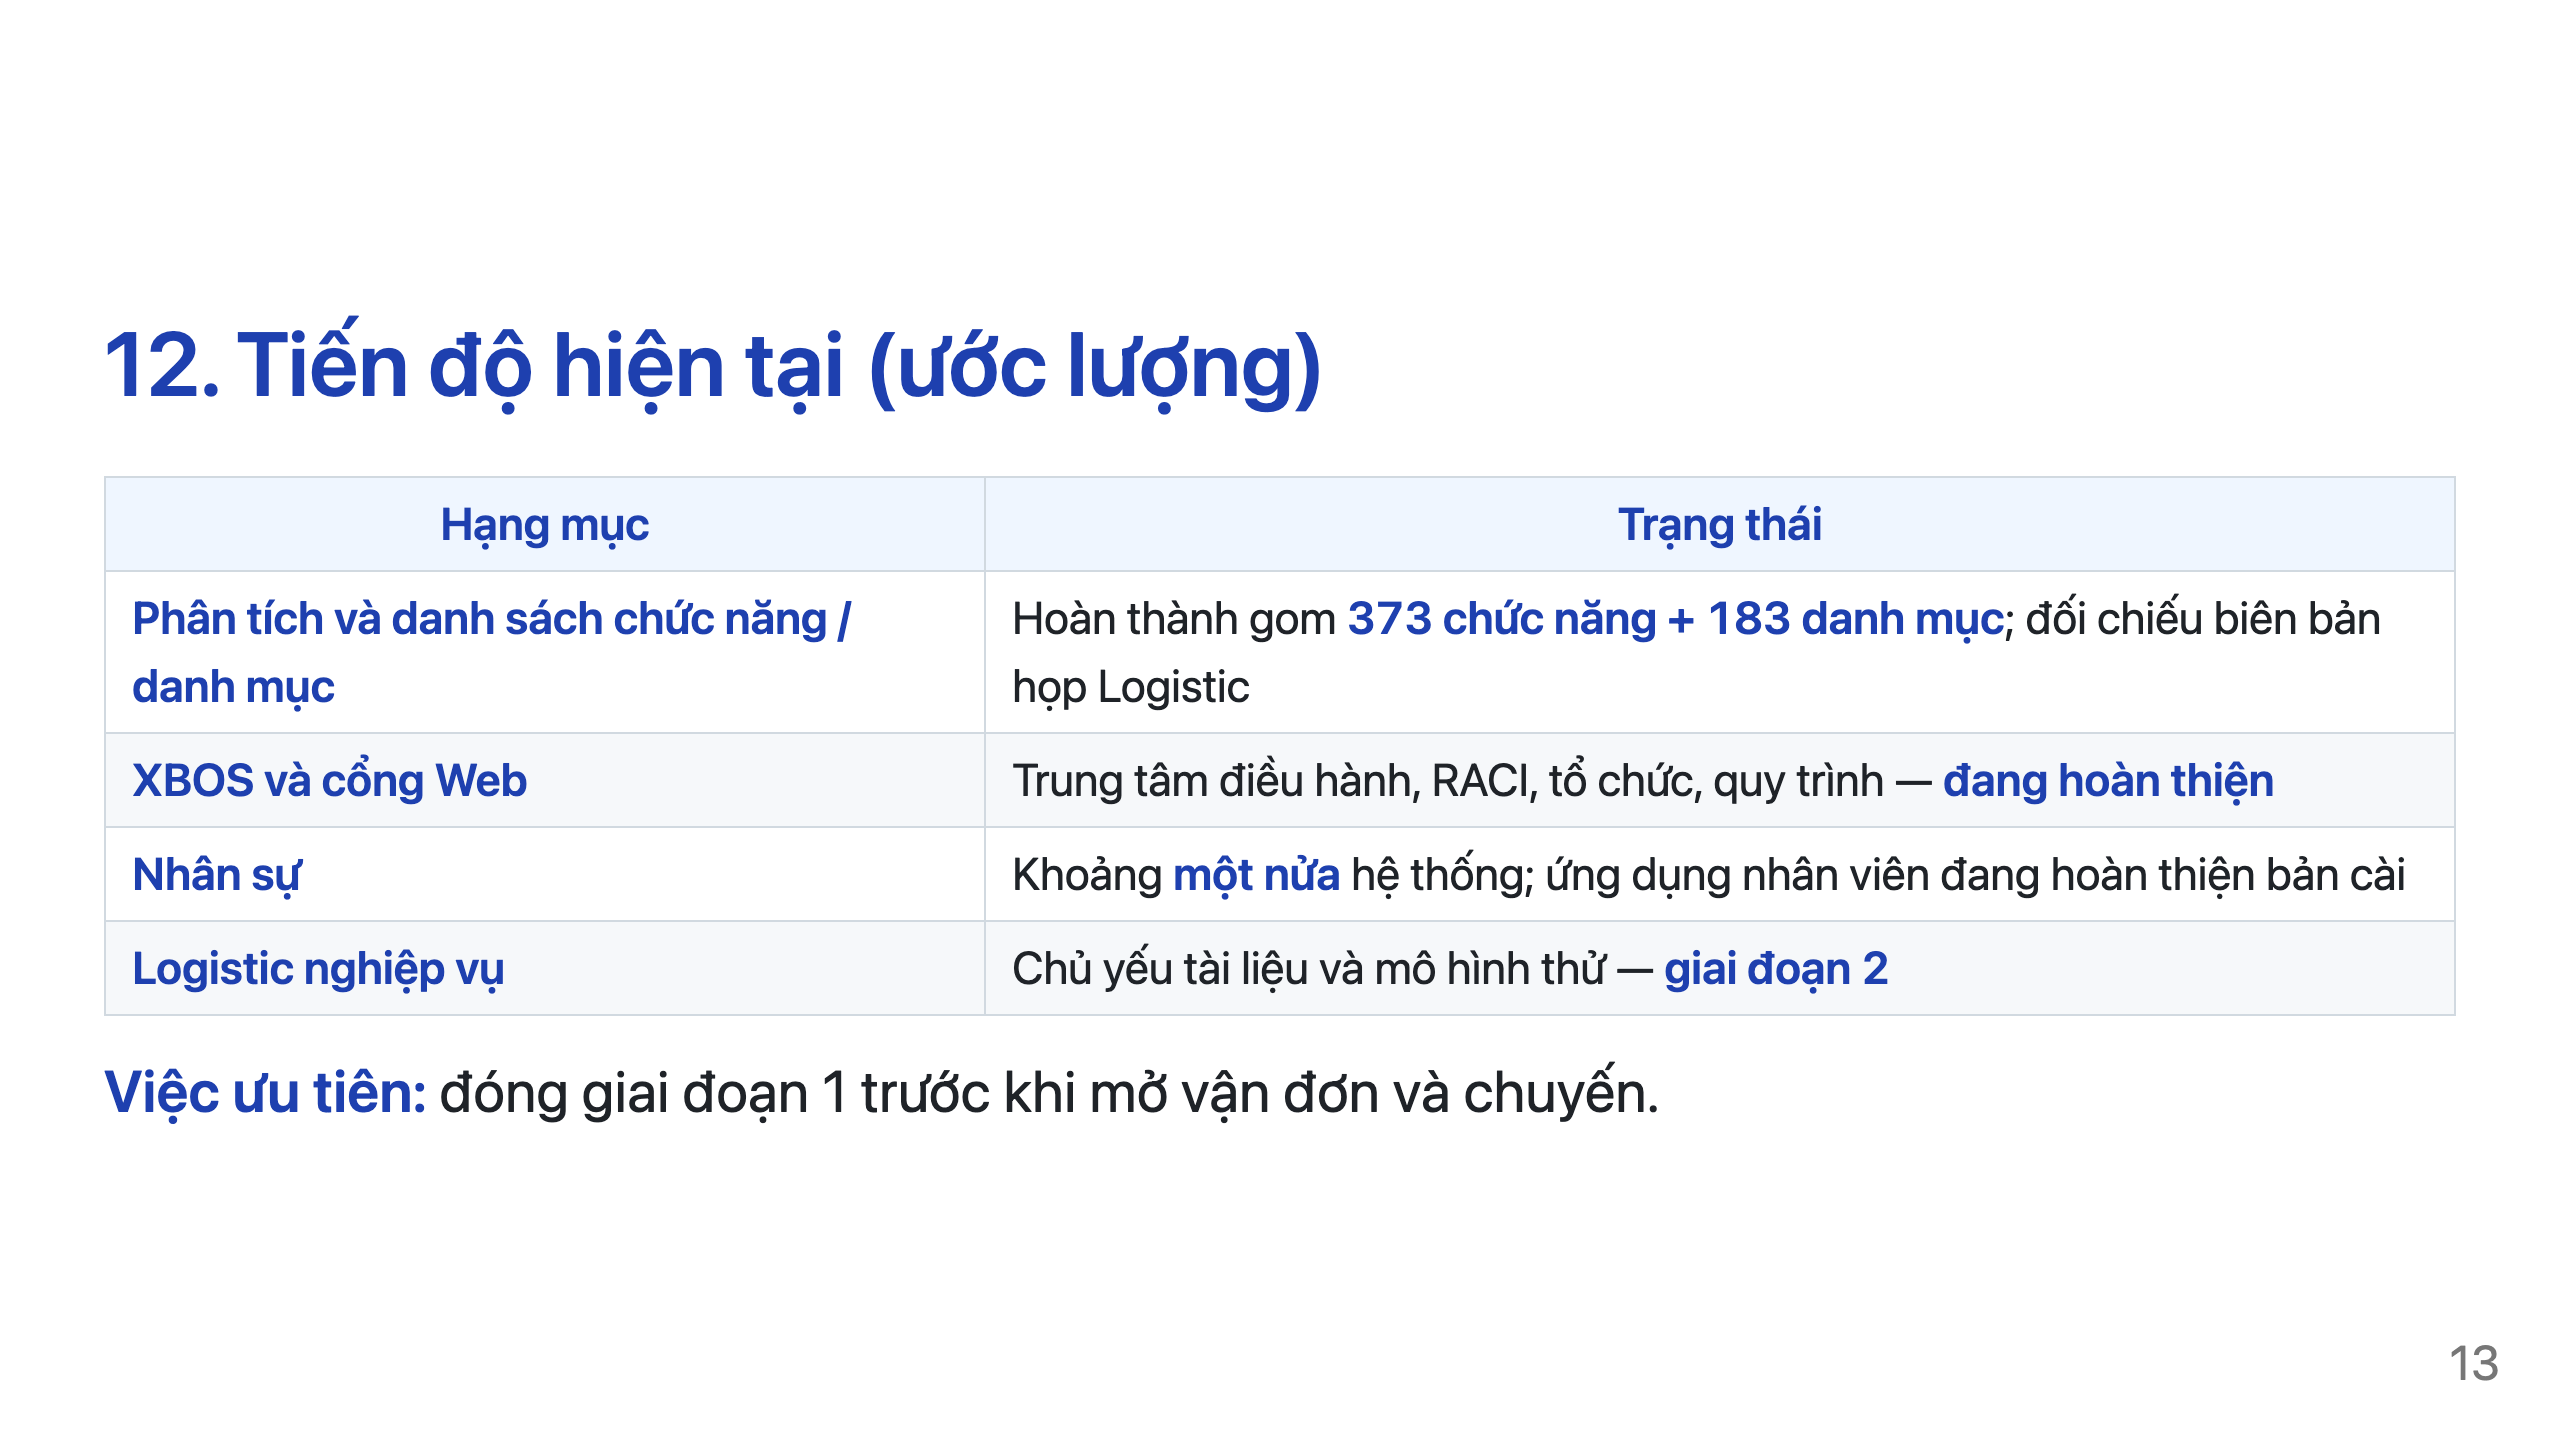 12. Tiến độ hiện tại (ước lượng)
Hạng mục
Trạng thái
Phân tích và danh sách chức năng /
danh mục
Hoàn thành gom 373 chức năng + 183 danh mục; đối chiếu biên bản
họp Logistic
XBOS và cổng Web
Trung tâm điều hành, RACI, tổ chức, quy trình — đang hoàn thiện
Nhân sự
Khoảng một nửa hệ thống; ứng dụng nhân viên đang hoàn thiện bản cài
Logistic nghiệp vụ
Chủ yếu tài liệu và mô hình thử — giai đoạn 2
Việc ưu tiên: đóng giai đoạn 1 trước khi mở vận đơn và chuyến.
13